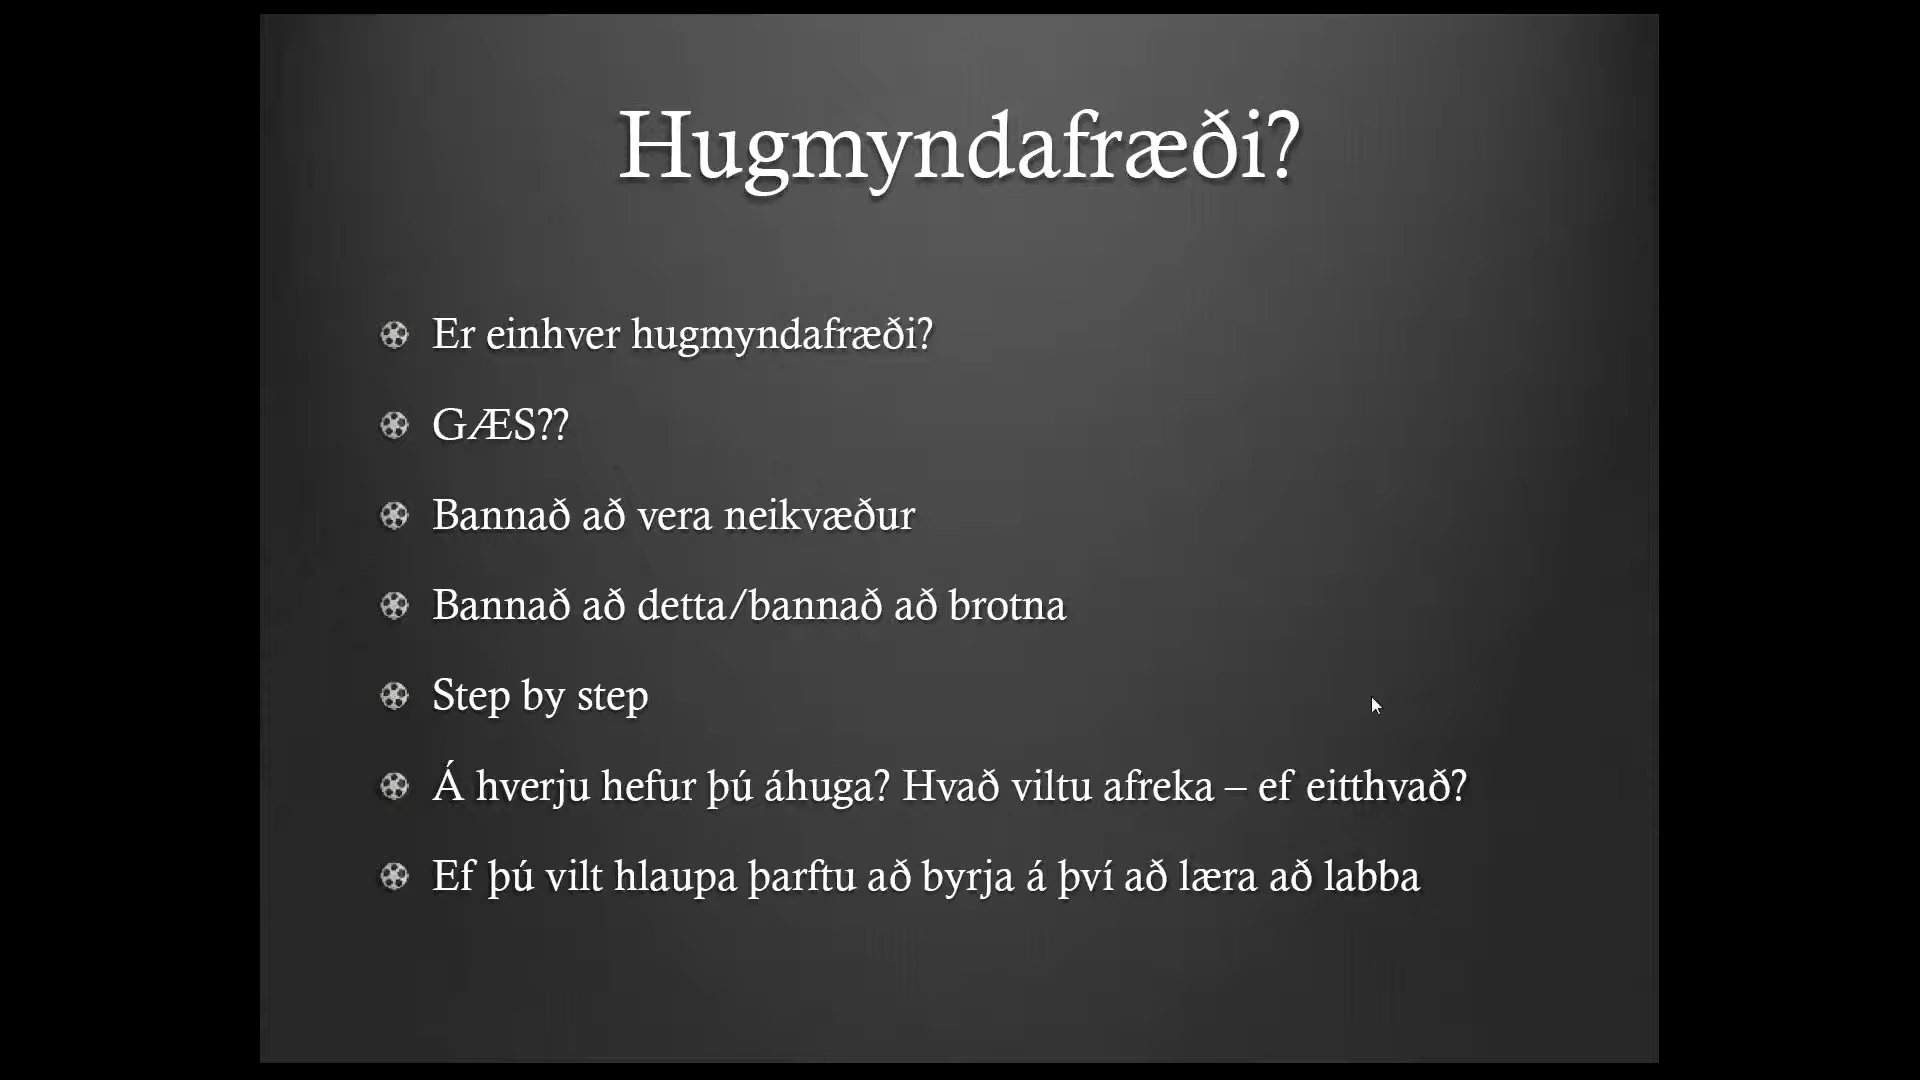 Hugmyndafræði?
Er einhver hugmyndafræði?
GÆS??
Bannað að vera neikvæður
Bannað að detta/bannað að brotna
Step by step
Á hverju hefur þú áhuga? Hvað viltu afreka – ef eitthvað?
Ef þú vilt hlaupa þarftu að byrja á því að læra að labba